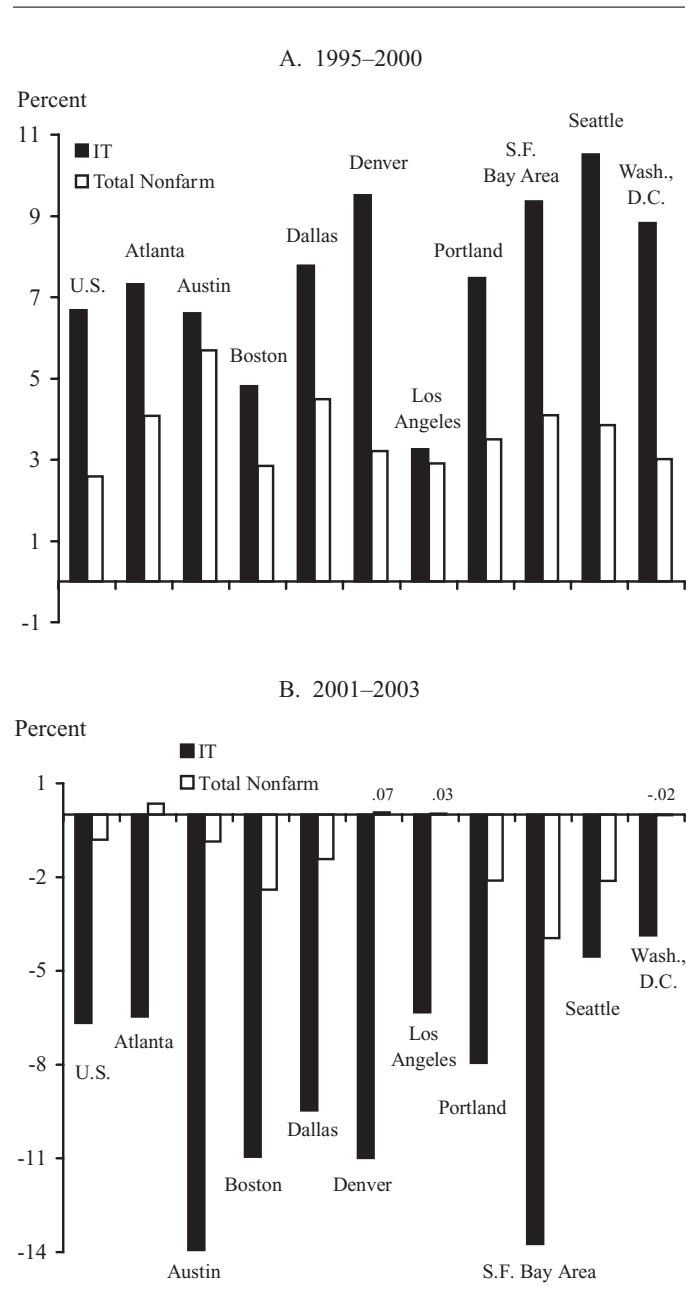 A. 1995–2000
Percent
11
9
7
5
3
1
-1
IT
Total Nonfarm
U.S.
Atlanta
Austin
Boston
Dallas
Denver
Los
Angeles
Portland
S.F.
Bay Area
Seattle
Wash.,
D.C.
B. 2001–2003
Percent
IT
Total Nonfarm
1
-2
-5
-8
-11
-14
.07
.03
-.02
U.S.
Atlanta
Austin
Boston
Dallas
Denver
Los
Angeles
Portland
S.F. Bay Area
Seattle
Wash.,
D.C.